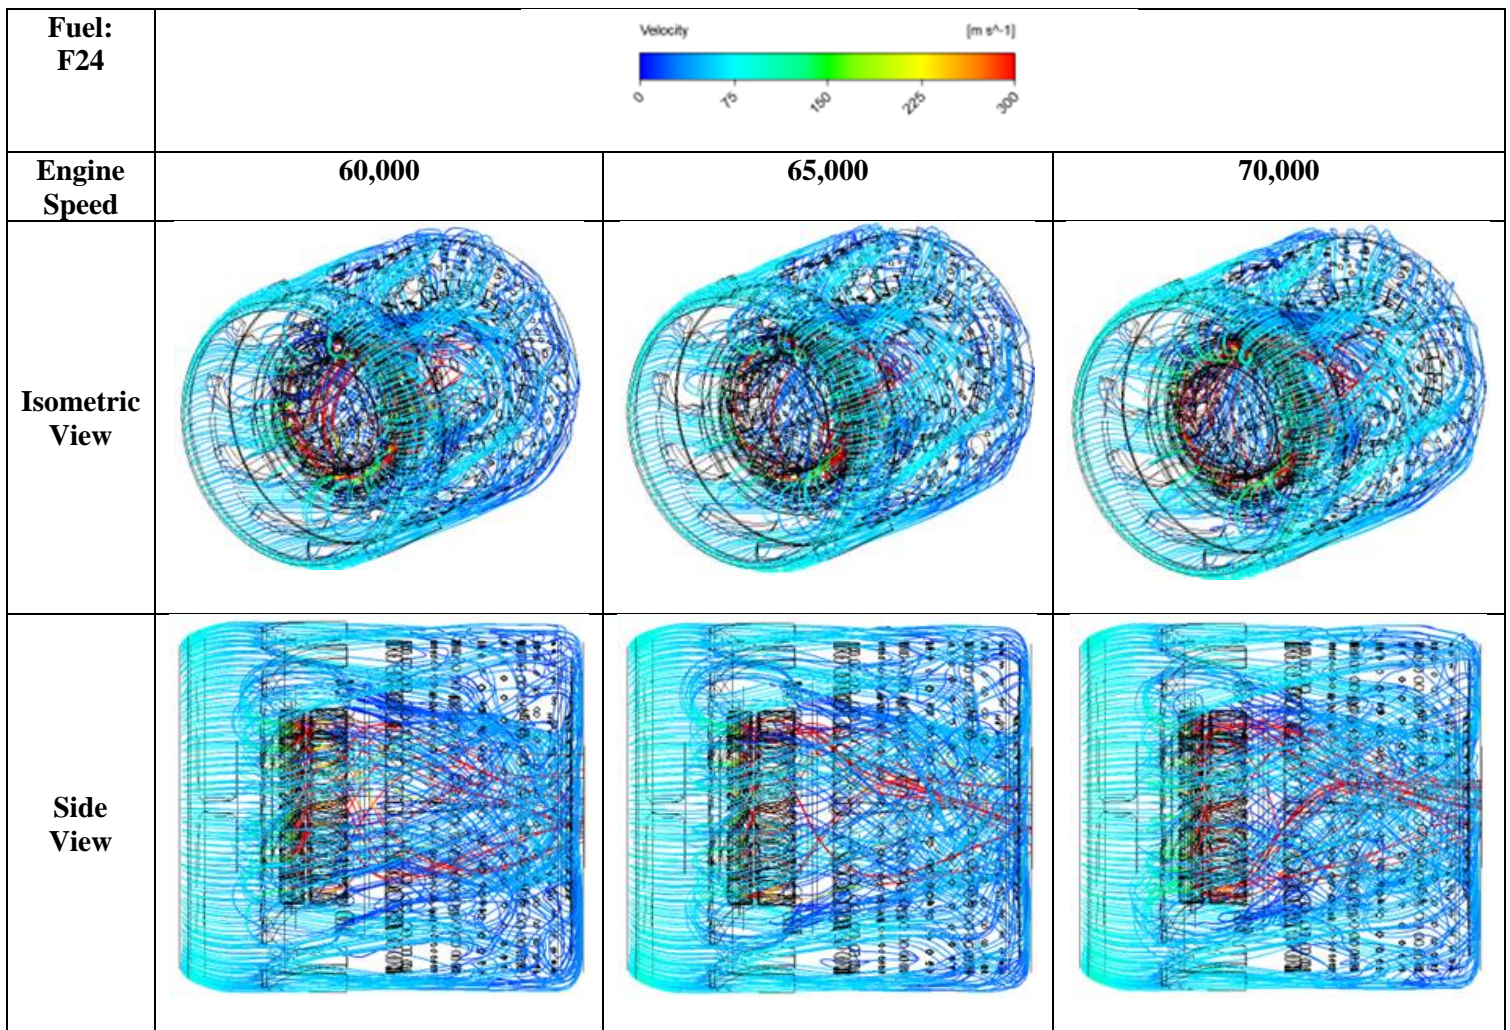 Fuel:
F24
Velocity [m s^-1]
0 75 150 225 300
Engine
Speed
60,000 65,000 70,000
Isometric
View
Side
View